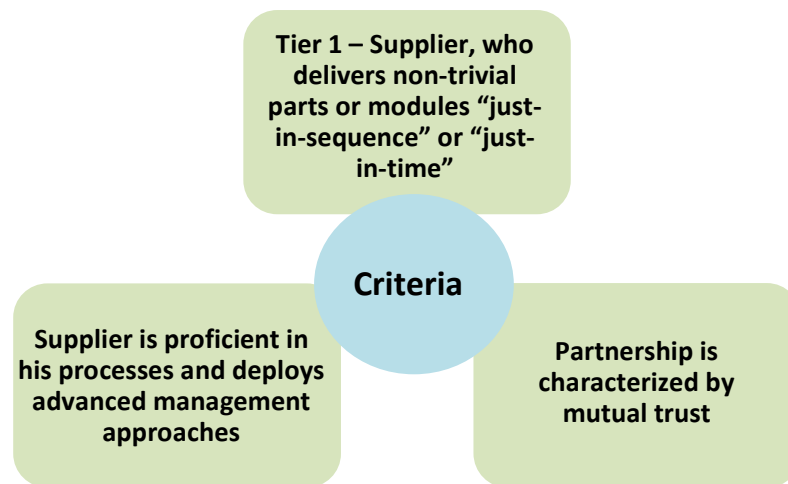 Tier 1 – Supplier, who
delivers non-trivial
parts or modules “just-
in-sequence” or “just-
in-time”
Criteria
Supplier is proficient in
his processes and deploys
advanced management
approaches
Partnership is
characterized by
mutual trust